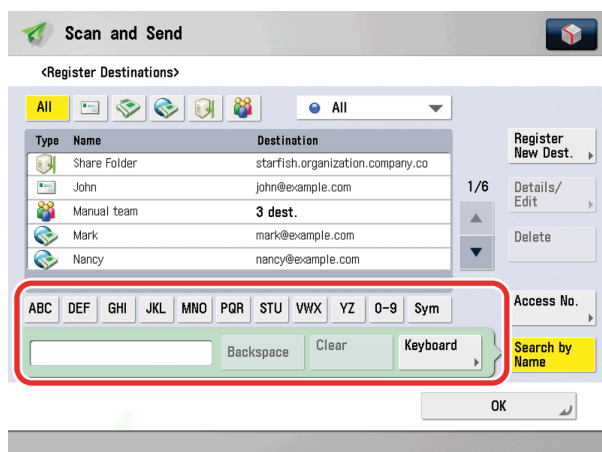 Scan and Send
<Register Destinations>
All
All
Type Name Destination
Share Folder starfish.organization.company.co
John john@example.com
Manual team 3 dest.
Mark mark@example.com
Nancy nancy@example.com
1/6
Register New Dest.
Details/ Edit
Delete
Access No.
Search by Name
ABC DEF GHI JKL MNO PQR STU VWX YZ 0-9 Sym
Backspace Clear Keyboard
OK